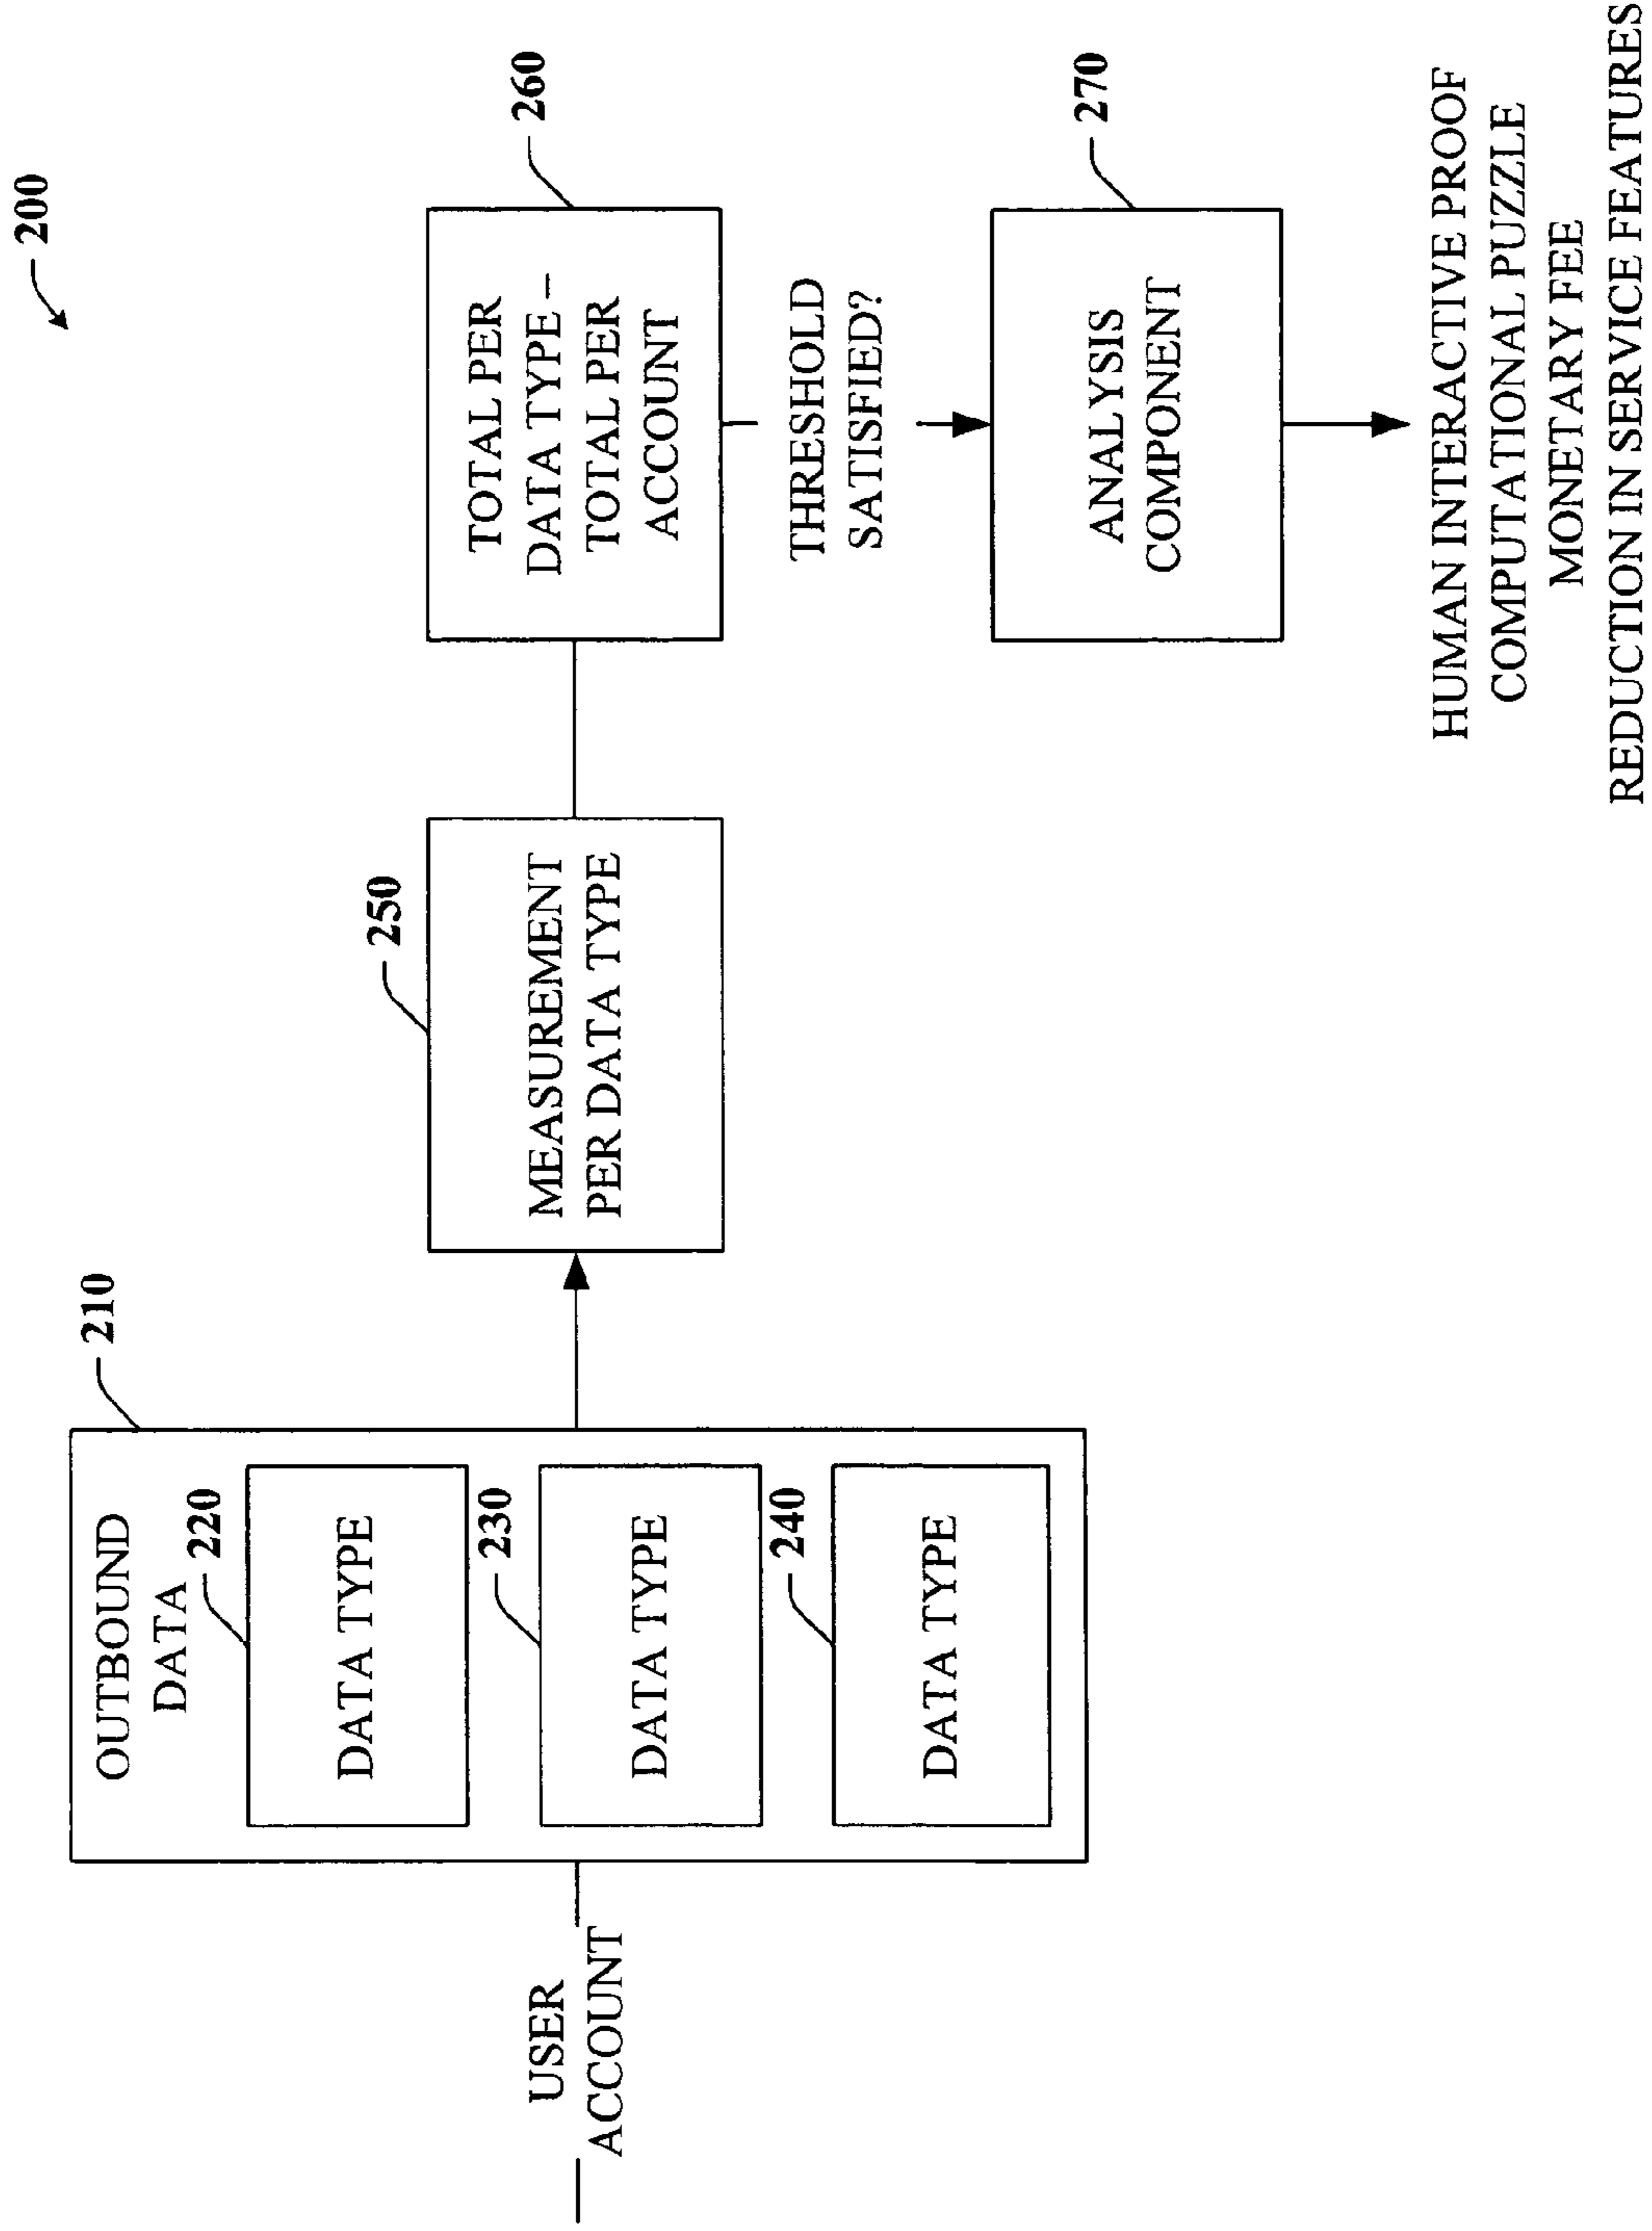 200
USER
ACCOUNT
210
OUTBOUND
DATA
220
DATA TYPE
230
DATA TYPE
240
DATA TYPE
250
MEASUREMENT
PER DATA TYPE
260
TOTAL PER
DATA TYPE –
TOTAL PER
ACCOUNT
THRESHOLD
SATISFIED?
270
ANALYSIS
COMPONENT
HUMAN INTERACTIVE PROOF
COMPUTATIONAL PUZZLE
MONETARY FEE
REDUCTION IN SERVICE FEATURES